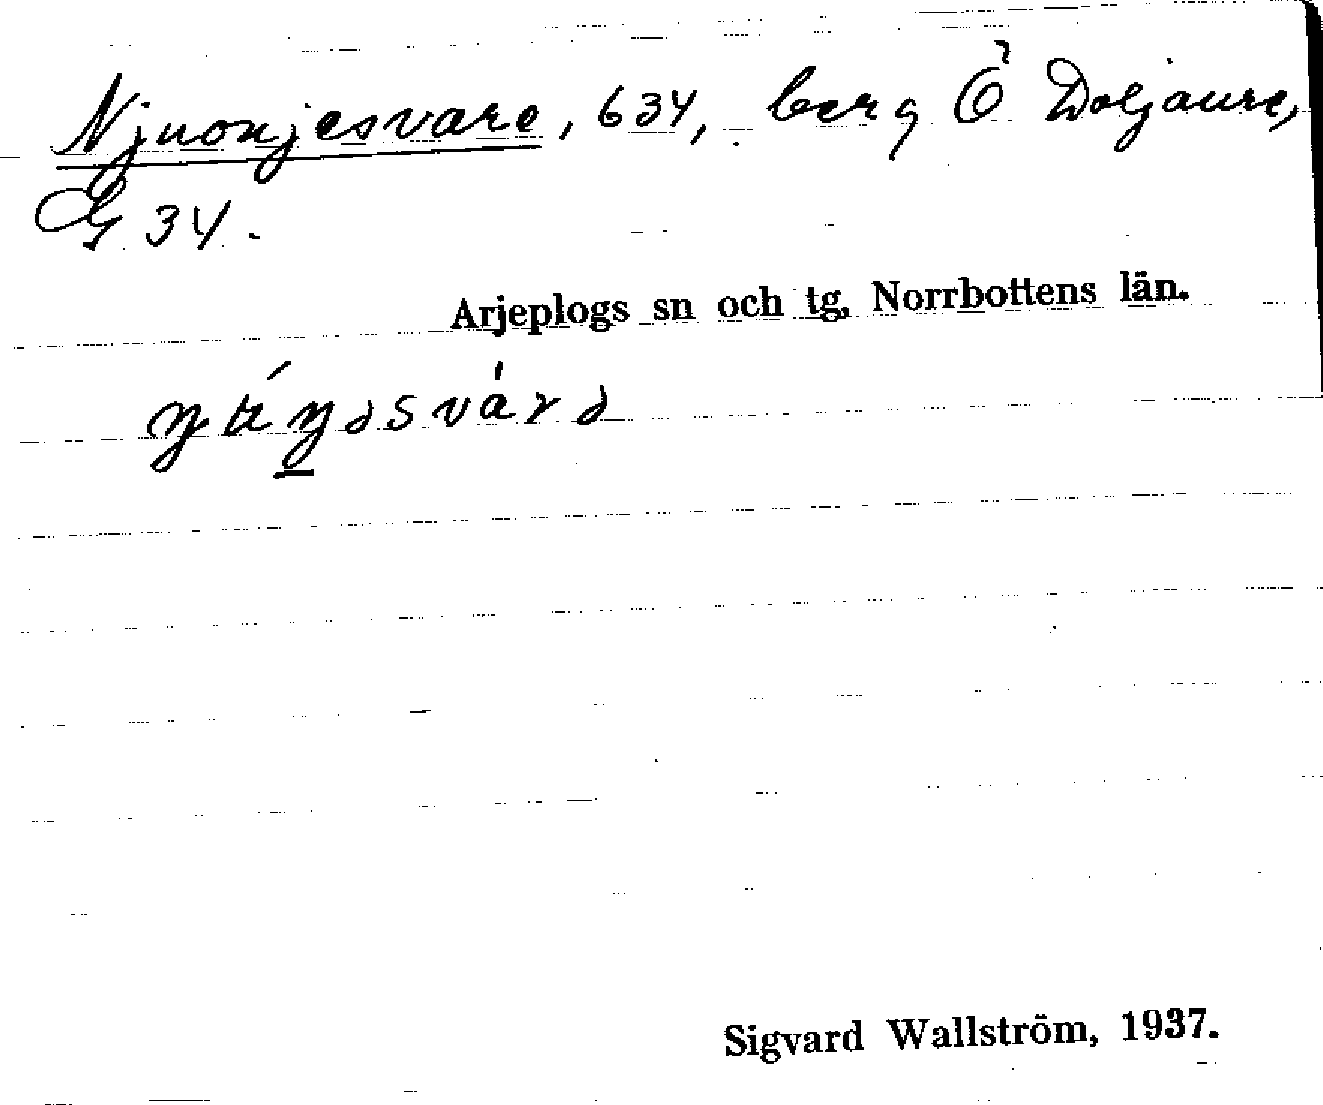 Njuonjesvare, 634, berg Ö Doljaure,
G 34.
Arjeplogs sn och tg, Norrbottens län.
Sigvard Wallström, 1937.